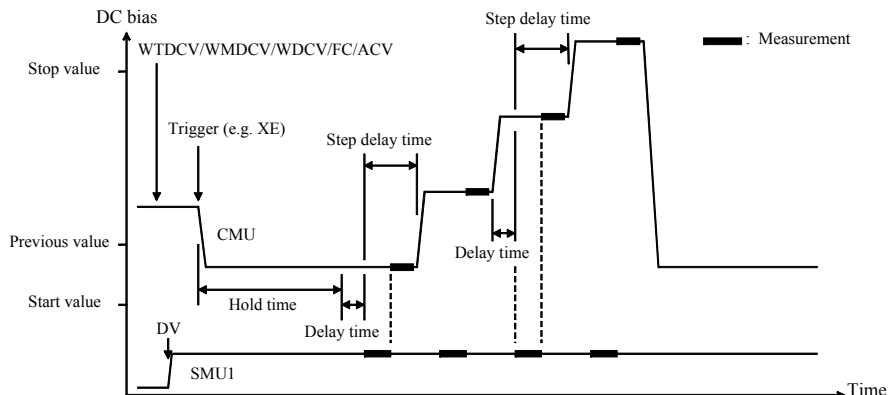 DC bias
Step delay time
WTDCV/WMDCV/WDCV/FC/ACV
: Measurement
Stop value
Trigger (e.g. XE)
Step delay time
CMU
Previous value
Delay time
Start value
Hold time
Delay time
DV
SMU1
Time